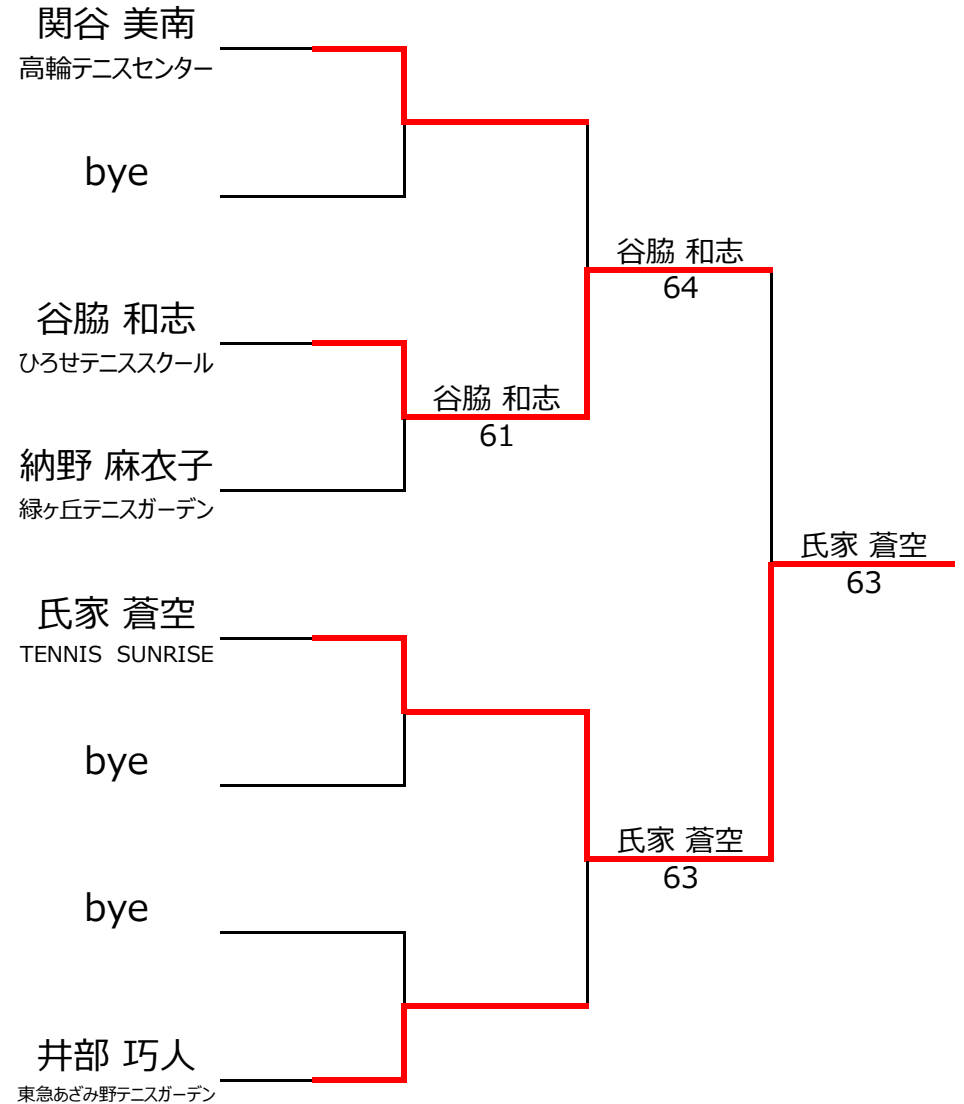 関谷 美南
高輪テニスセンター
bye
谷脇 和志
64
谷脇 和志
ひろせテニススクール
谷脇 和志
61
納野 麻衣子
緑ヶ丘テニスガーデン
氏家 蒼空
63
氏家 蒼空
TENNIS SUNRISE
bye
氏家 蒼空
63
bye
井部 巧人
東急あざみ野テニスガーデン